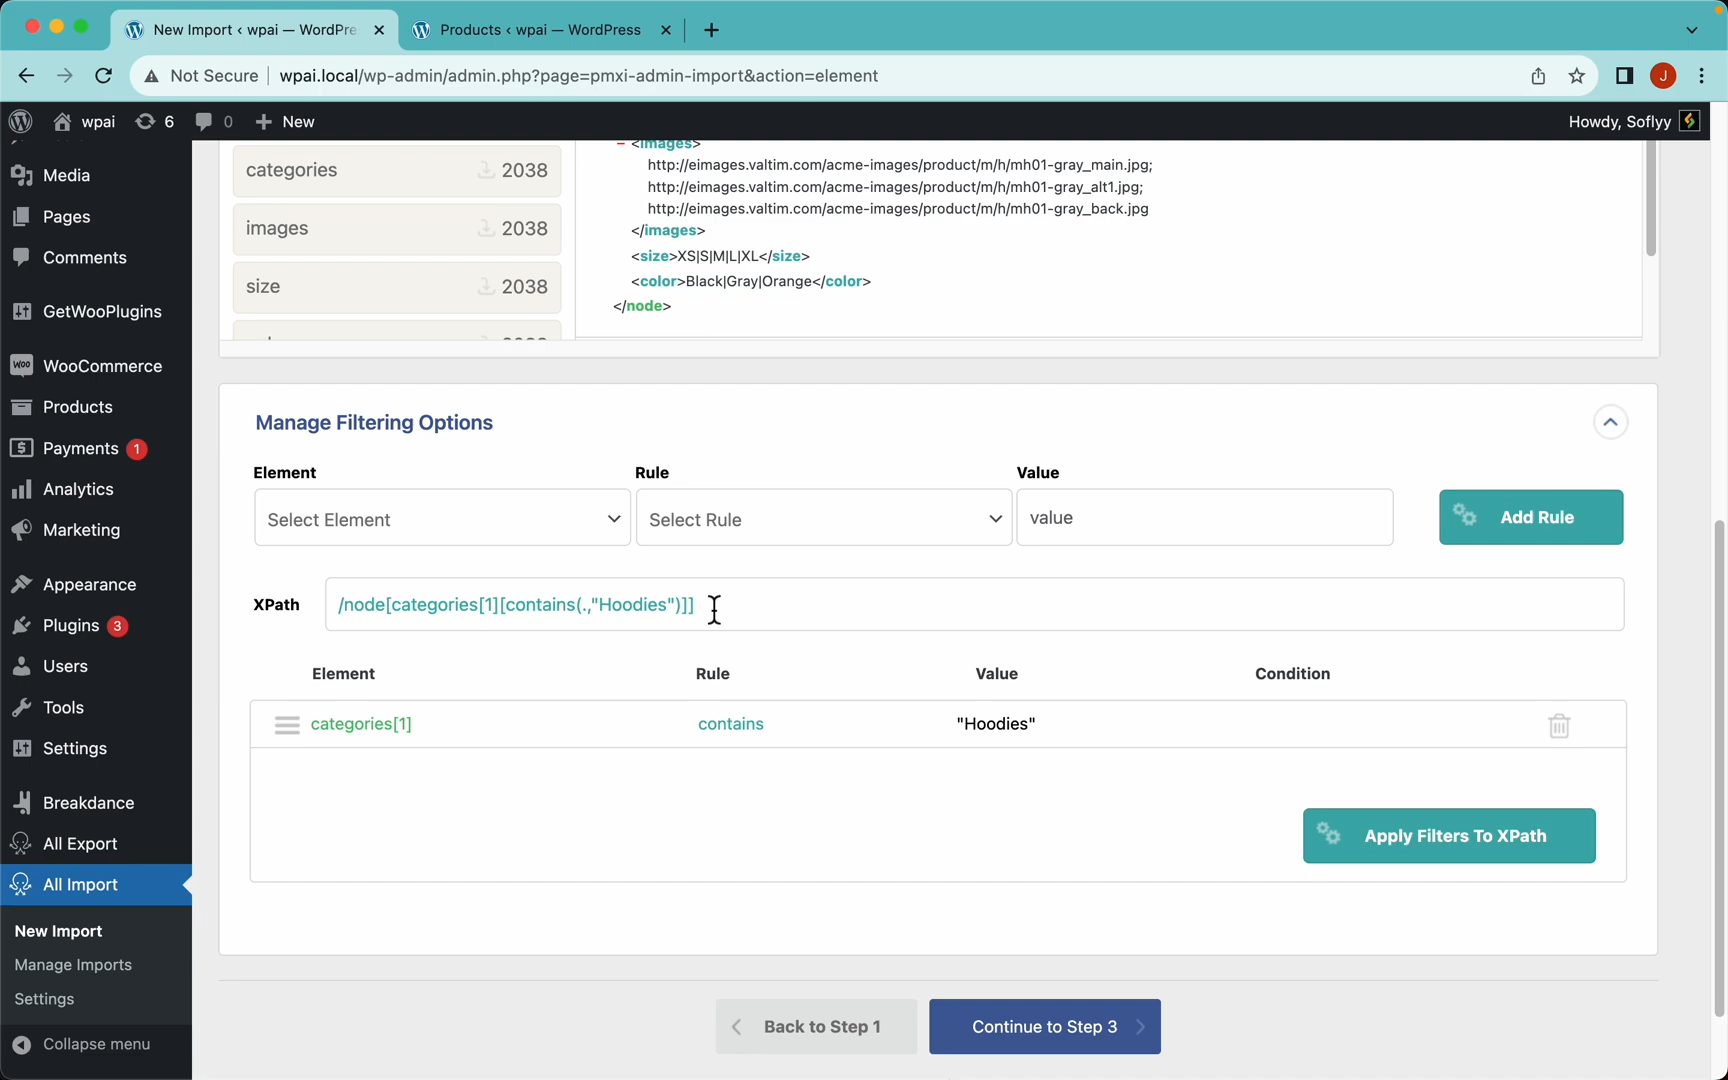 New Import ‹ wpai — WordPre
Products ‹ wpai — WordPress
Not Secure
wpai.local/wp-admin/admin.php?page=pmxi-admin-import&action=element
J
wpai
6
0
New
Howdy, Soflyy
Media
Pages
Comments
GetWooPlugins
WooCommerce
Products
Payments 1
Analytics
Marketing
Appearance
Plugins 3
Users
Tools
Settings
Breakdance
All Export
All Import
New Import
Manage Imports
Settings
Collapse menu
categories 2038
images 2038
size 2038
<images>
http://eimages.valtim.com/acme-images/product/m/h/mh01-gray_main.jpg;
http://eimages.valtim.com/acme-images/product/m/h/mh01-gray_alt1.jpg;
http://eimages.valtim.com/acme-images/product/m/h/mh01-gray_back.jpg
</images>
<size>XS|S|M|L|XL</size>
<color>Black|Gray|Orange</color>
</node>
Manage Filtering Options
Element Rule Value
Select Element Select Rule value Add Rule
XPath /node[categories[1][contains(.,"Hoodies")]]
Element Rule Value Condition
categories[1] contains "Hoodies"
Apply Filters To XPath
Back to Step 1 Continue to Step 3